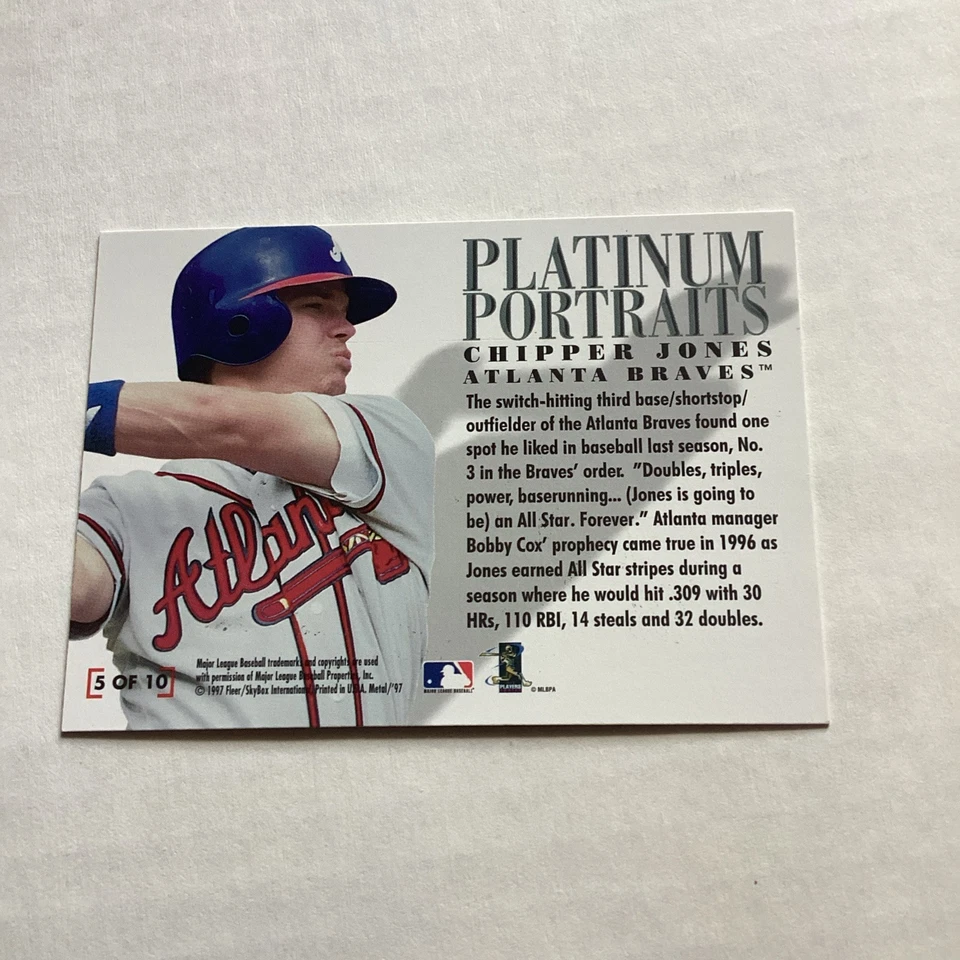 PLATINUM
PORTRAITS
CHIPPER JONES
ATLANTA BRAVES™
The switch-hitting third base/shortstop/
outfielder of the Atlanta Braves found one
spot he liked in baseball last season, No.
3 in the Braves' order. "Doubles, triples,
power, baserunning... (Jones is going to
be) an All Star. Forever." Atlanta manager
Bobby Cox' prophecy came true in 1996 as
Jones earned All Star stripes during a
season where he would hit .309 with 30
HRs, 110 RBI, 14 steals and 32 doubles.
Atlanta
5 OF 10
Major League Baseball trademarks and copyrights are used
with permission of Major League Baseball Properties, Inc.
© 1997 Fleer/SkyBox International, Printed in U.S.A. Metal/'97
MAJOR LEAGUE BASEBALL
PLAYERS
© MLBPA